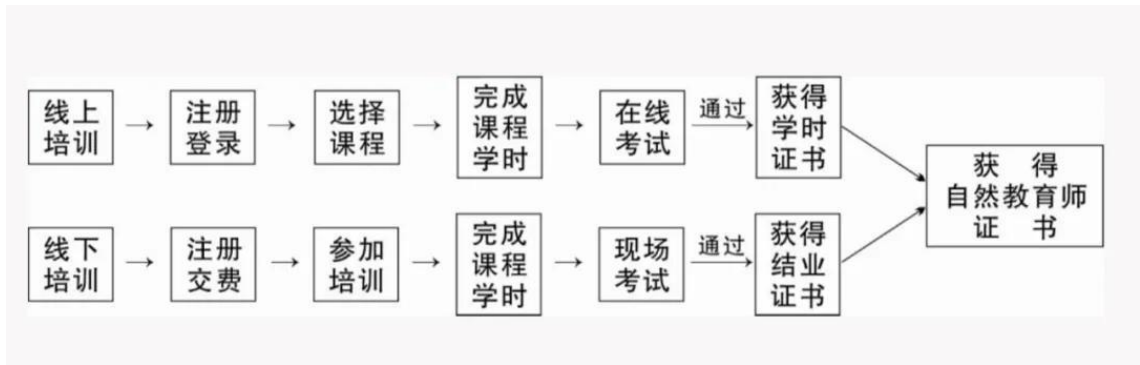 线上
培训
注册
登录
选择
课程
完成
课程
学时
在线
考试
通过
获得
学时
证书
线下
培训
注册
交费
参加
培训
完成
课程
学时
现场
考试
通过
获得
结业
证书
获 得
自然教育师
证 书